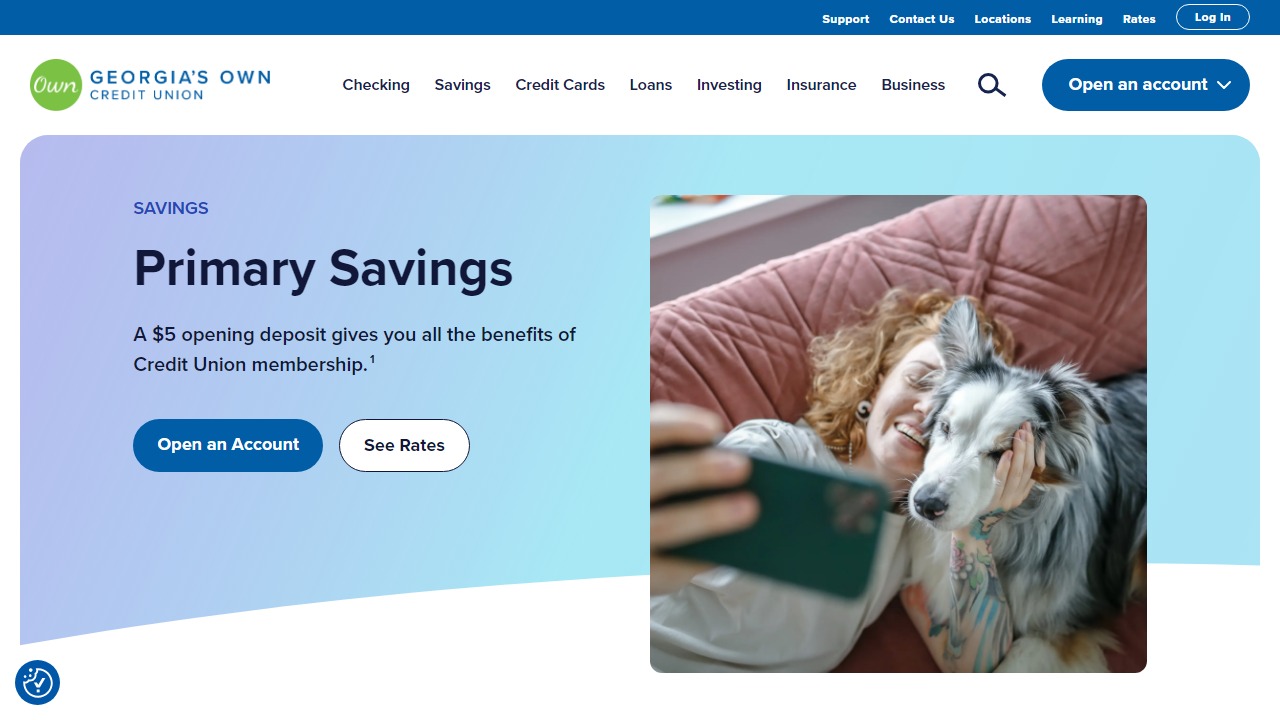 Support Contact Us Locations Learning Rates Log In
Own GEORGIA'S OWN
CREDIT UNION
Checking Savings Credit Cards Loans Investing Insurance Business Open an account
SAVINGS
Primary Savings
A $5 opening deposit gives you all the benefits of
Credit Union membership.¹
Open an Account See Rates